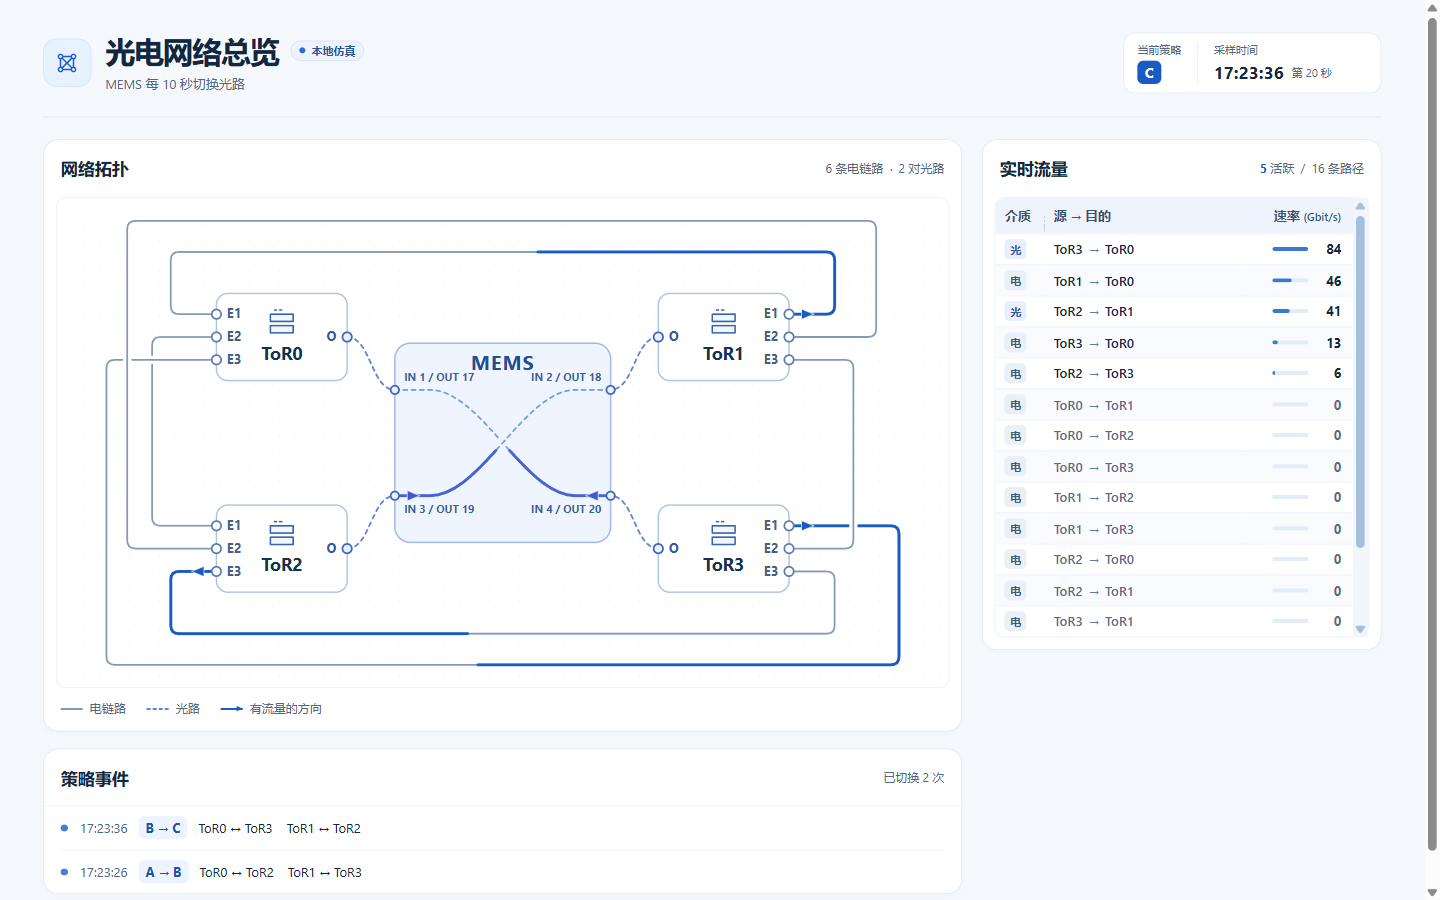 光电网络总览
本地仿真
MEMS 每 10 秒切换光路
当前策略
C
采样时间
17:23:36 第 20 秒
网络拓扑
6 条电链路 · 2 对光路
E1
E2
E3
O
ToR0
O
E1
E2
E3
ToR1
MEMS
IN 1 / OUT 17
IN 2 / OUT 18
IN 3 / OUT 19
IN 4 / OUT 20
E1
E2
E3
O
ToR2
O
E1
E2
E3
ToR3
电链路
光路
有流量的方向
实时流量
5 活跃 / 16 条路径
介质 源 → 目的 速率 (Gbit/s)
光 ToR3 → ToR0 84
电 ToR1 → ToR0 46
光 ToR2 → ToR1 41
电 ToR3 → ToR0 13
电 ToR2 → ToR3 6
电 ToR0 → ToR1 0
电 ToR0 → ToR2 0
电 ToR0 → ToR3 0
电 ToR1 → ToR2 0
电 ToR1 → ToR3 0
电 ToR2 → ToR0 0
电 ToR2 → ToR1 0
电 ToR3 → ToR1 0
策略事件
已切换 2 次
17:23:36 B → C ToR0 ↔ ToR3 ToR1 ↔ ToR2
17:23:26 A → B ToR0 ↔ ToR2 ToR1 ↔ ToR3